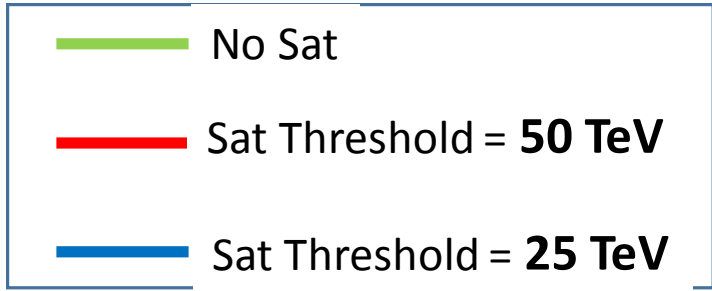 No Sat
Sat Threshold = 50 TeV
Sat Threshold = 25 TeV